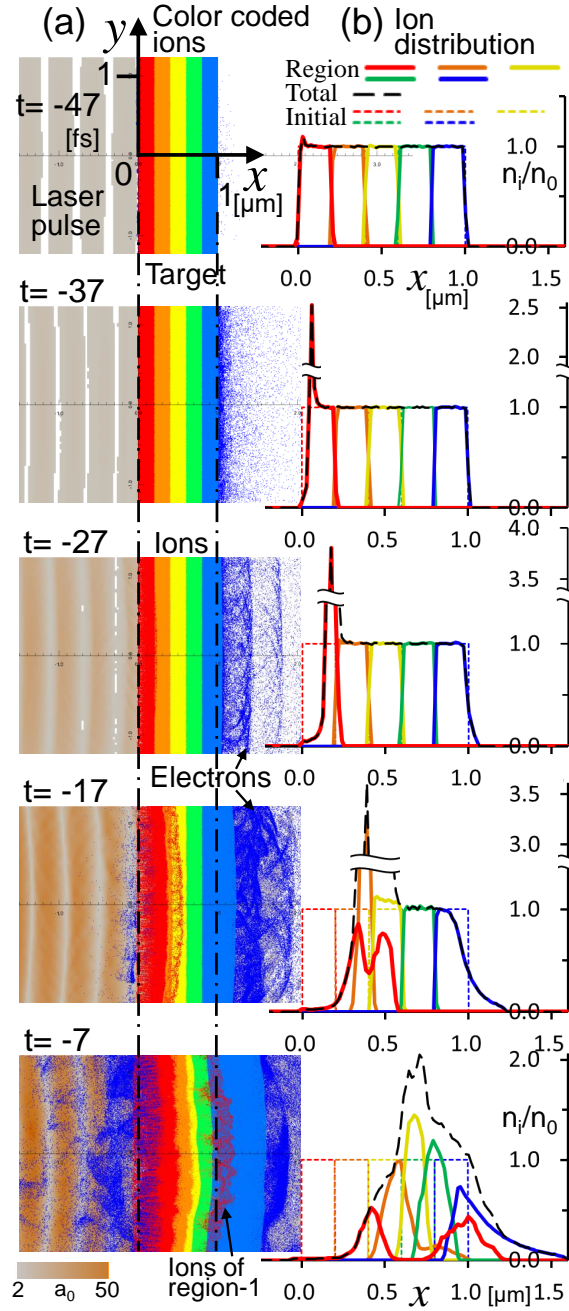 (a) Color coded ions
(b) Ion distribution
y
1
t= -47
[fs]
0
x
1[μm]
Laser pulse
Target
Region
Total
Initial
1.0
ni/n0
0.0
0.0 0.5 1.0
x[μm]
t= -37
2.5
2.0
1.0
0.0
0.0 0.5 1.0
t= -27
Ions
4.0
3.5
1.0
0.0
0.0 0.5 1.0
Electrons
t= -17
3.5
3.0
1.0
0.0
0.0 0.5 1.0
t= -7
2.0
ni/n0
1.0
0.0
0.0 0.5 1.0
x [μm]
Ions of region-1
2 a0 50